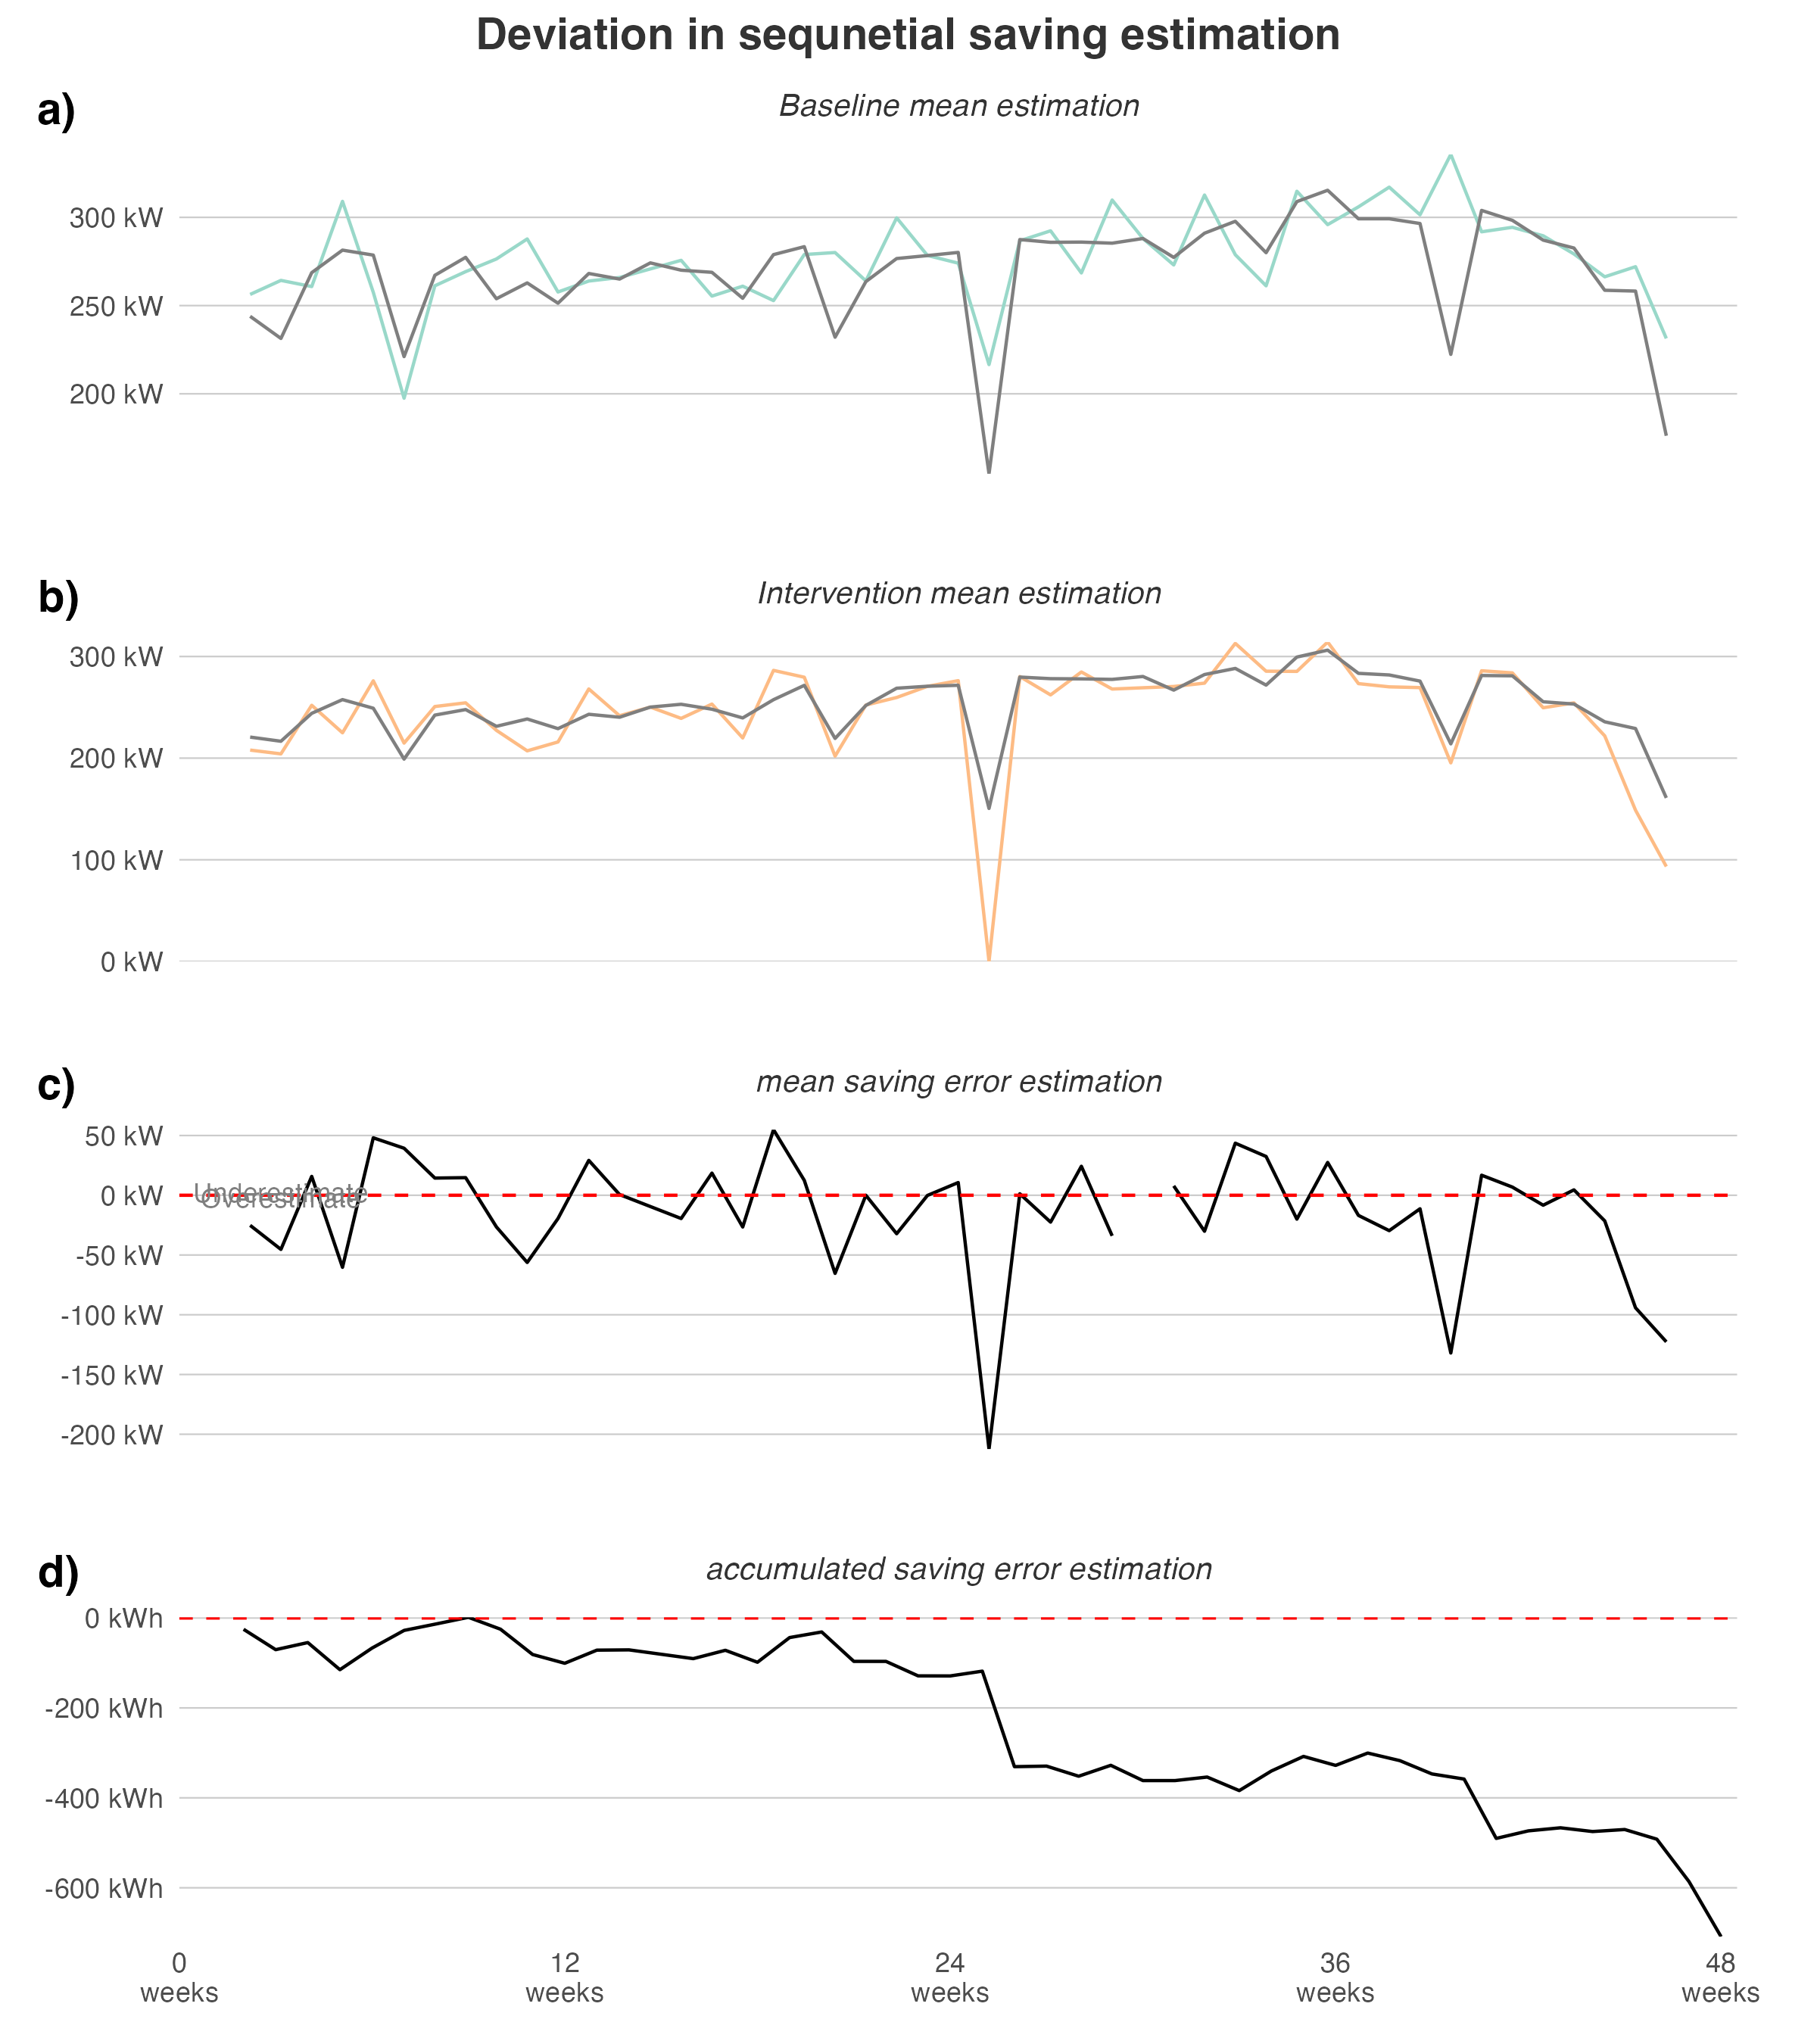 Deviation in sequnetial saving estimation
a)
Baseline mean estimation
300 kW
250 kW
200 kW
b)
Intervention mean estimation
300 kW
200 kW
100 kW
0 kW
c)
mean saving error estimation
50 kW
Underestimate
0 kW
Overestimate
-50 kW
-100 kW
-150 kW
-200 kW
d)
accumulated saving error estimation
0 kWh
-200 kWh
-400 kWh
-600 kWh
0 12 24 36 48
weeks weeks weeks weeks weeks